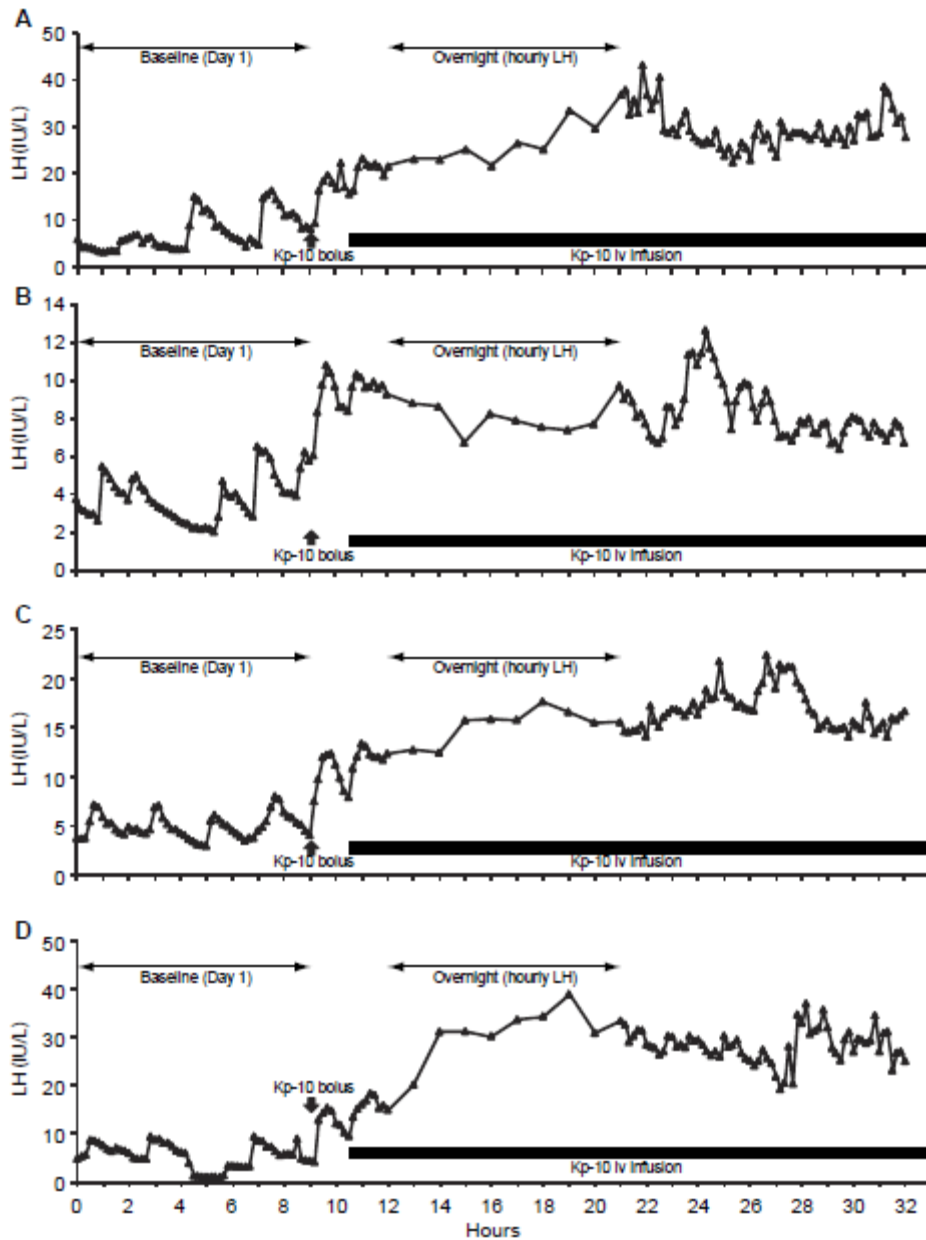 A
50
40
30
20
10
0
LH (IU/L)
Baseline (Day 1)
Overnight (hourly LH)
Kp-10 bolus
Kp-10 iv infusion
B
14
12
10
8
6
4
2
0
LH (IU/L)
Baseline (Day 1)
Overnight (hourly LH)
Kp-10 bolus
Kp-10 iv infusion
C
25
20
15
10
5
0
LH (IU/L)
Baseline (Day 1)
Overnight (hourly LH)
Kp-10 bolus
Kp-10 iv infusion
D
50
40
30
20
10
0
LH (IU/L)
Baseline (Day 1)
Overnight (hourly LH)
Kp-10 bolus
Kp-10 iv infusion
0 2 4 6 8 10 12 14 16 18 20 22 24 26 28 30 32
Hours